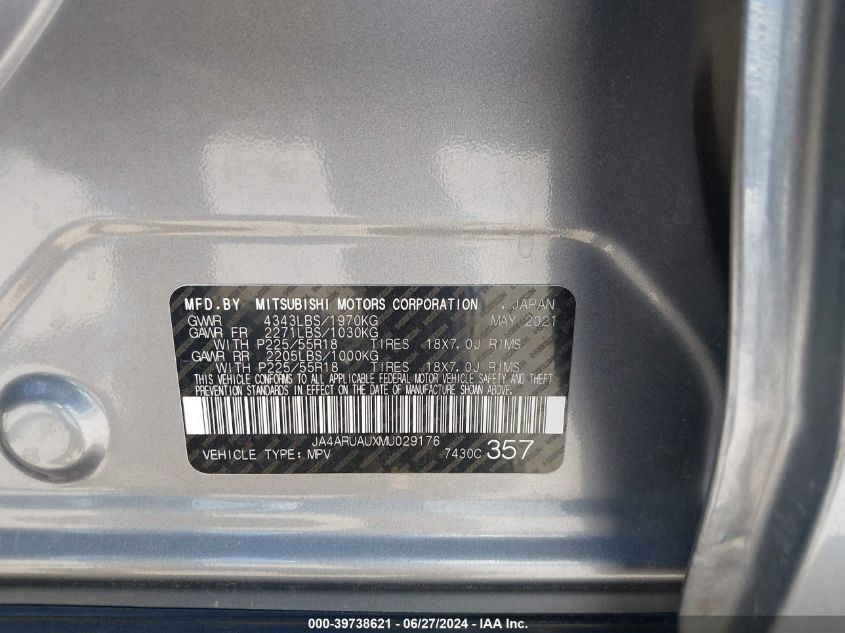 MFD.BY MITSUBISHI MOTORS CORPORATION . JAPAN
GVWR 4343LBS/1970KG MAY 2021
GAWR FR 2271LBS/1030KG
WITH P225/55R18 TIRES 18X7.0J RIMS
GAWR RR 2205LBS/1000KG
WITH P225/55R18 TIRES 18X7.0J RIMS
THIS VEHICLE CONFORMS TO ALL APPLICABLE FEDERAL MOTOR VEHICLE SAFETY AND THEFT
PREVENTION STANDARDS IN EFFECT ON THE DATE OF MANUFACTURE SHOWN ABOVE.
JA4ARUAUXMU029176
VEHICLE TYPE: MPV 7430C 357
000-39738621 - 06/27/2024 - IAA Inc.